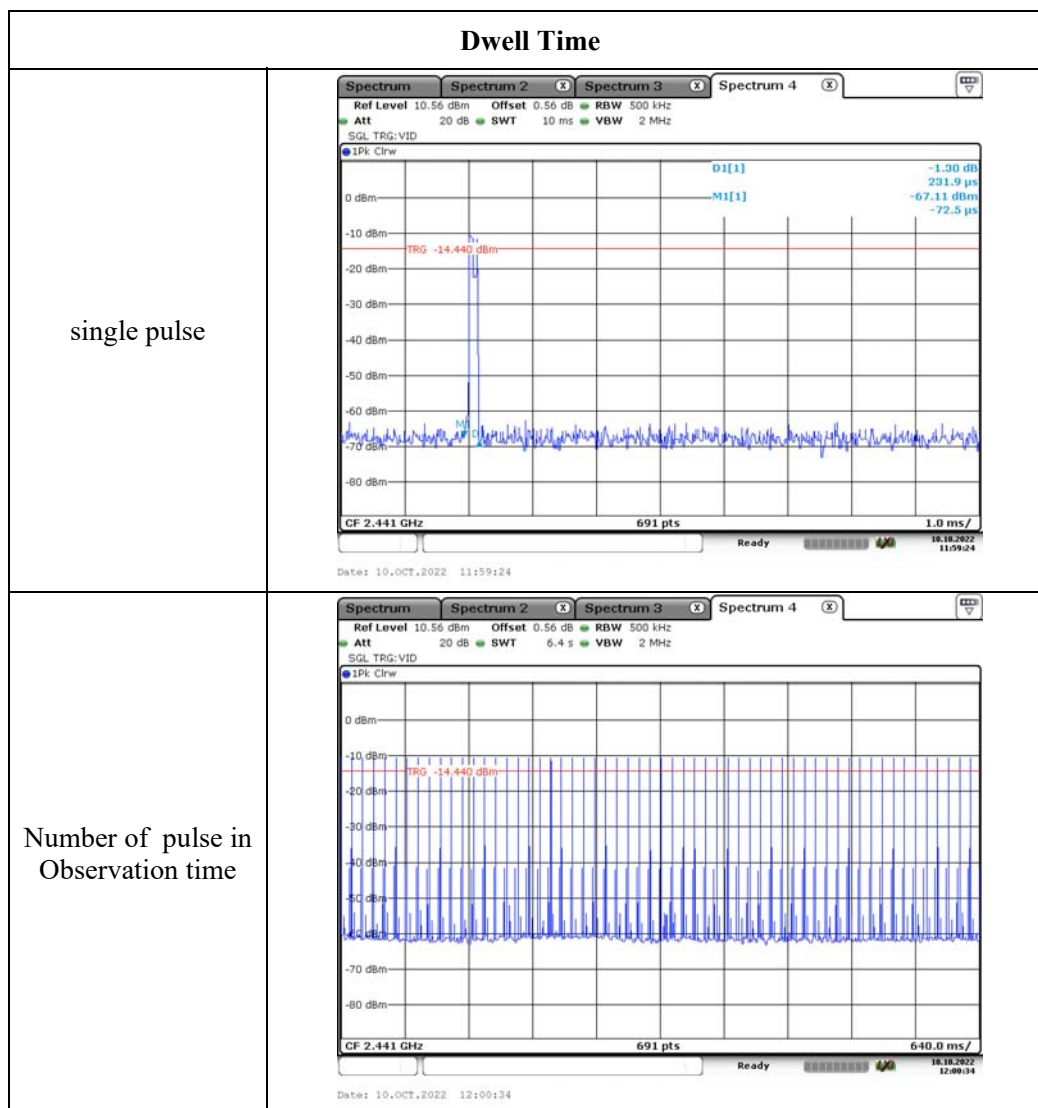 Dwell Time
single pulse
Spectrum Spectrum 2 X Spectrum 3 X Spectrum 4 X
Ref Level 10.56 dBm Offset 0.56 dB RBW 500 kHz
Att 20 dB SWT 10 ms VBW 2 MHz
SGL TRG:VID
1Pk Clrw
D1[1] -1.30 dB
231.9 µs
M1[1] -67.11 dBm
-72.5 µs
0 dBm
-10 dBm
TRG -14.440 dBm
-20 dBm
-30 dBm
-40 dBm
-50 dBm
-60 dBm
-70 dBm
-80 dBm
CF 2.441 GHz 691 pts 1.0 ms/
Ready 10.10.2022
11:59:24
Date: 10.OCT.2022 11:59:24
Number of pulse in
Observation time
Spectrum Spectrum 2 X Spectrum 3 X Spectrum 4 X
Ref Level 10.56 dBm Offset 0.56 dB RBW 500 kHz
Att 20 dB SWT 6.4 s VBW 2 MHz
SGL TRG:VID
1Pk Clrw
0 dBm
-10 dBm
TRG -14.440 dBm
-20 dBm
-30 dBm
-40 dBm
-50 dBm
-70 dBm
-80 dBm
CF 2.441 GHz 691 pts 640.0 ms/
Ready 10.10.2022
12:00:34
Date: 10.OCT.2022 12:00:34